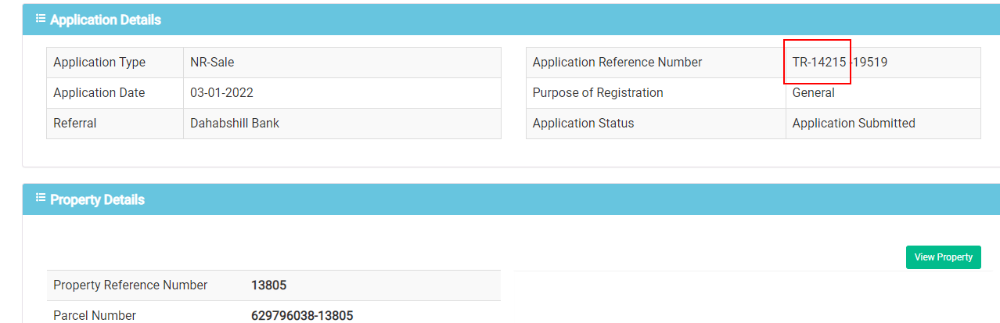 Application Details
Application Type NR-Sale
Application Date 03-01-2022
Referral Dahabshill Bank
Application Reference Number TR-14215 -19519
Purpose of Registration General
Application Status Application Submitted
Property Details
View Property
Property Reference Number 13805
Parcel Number 629796038-13805